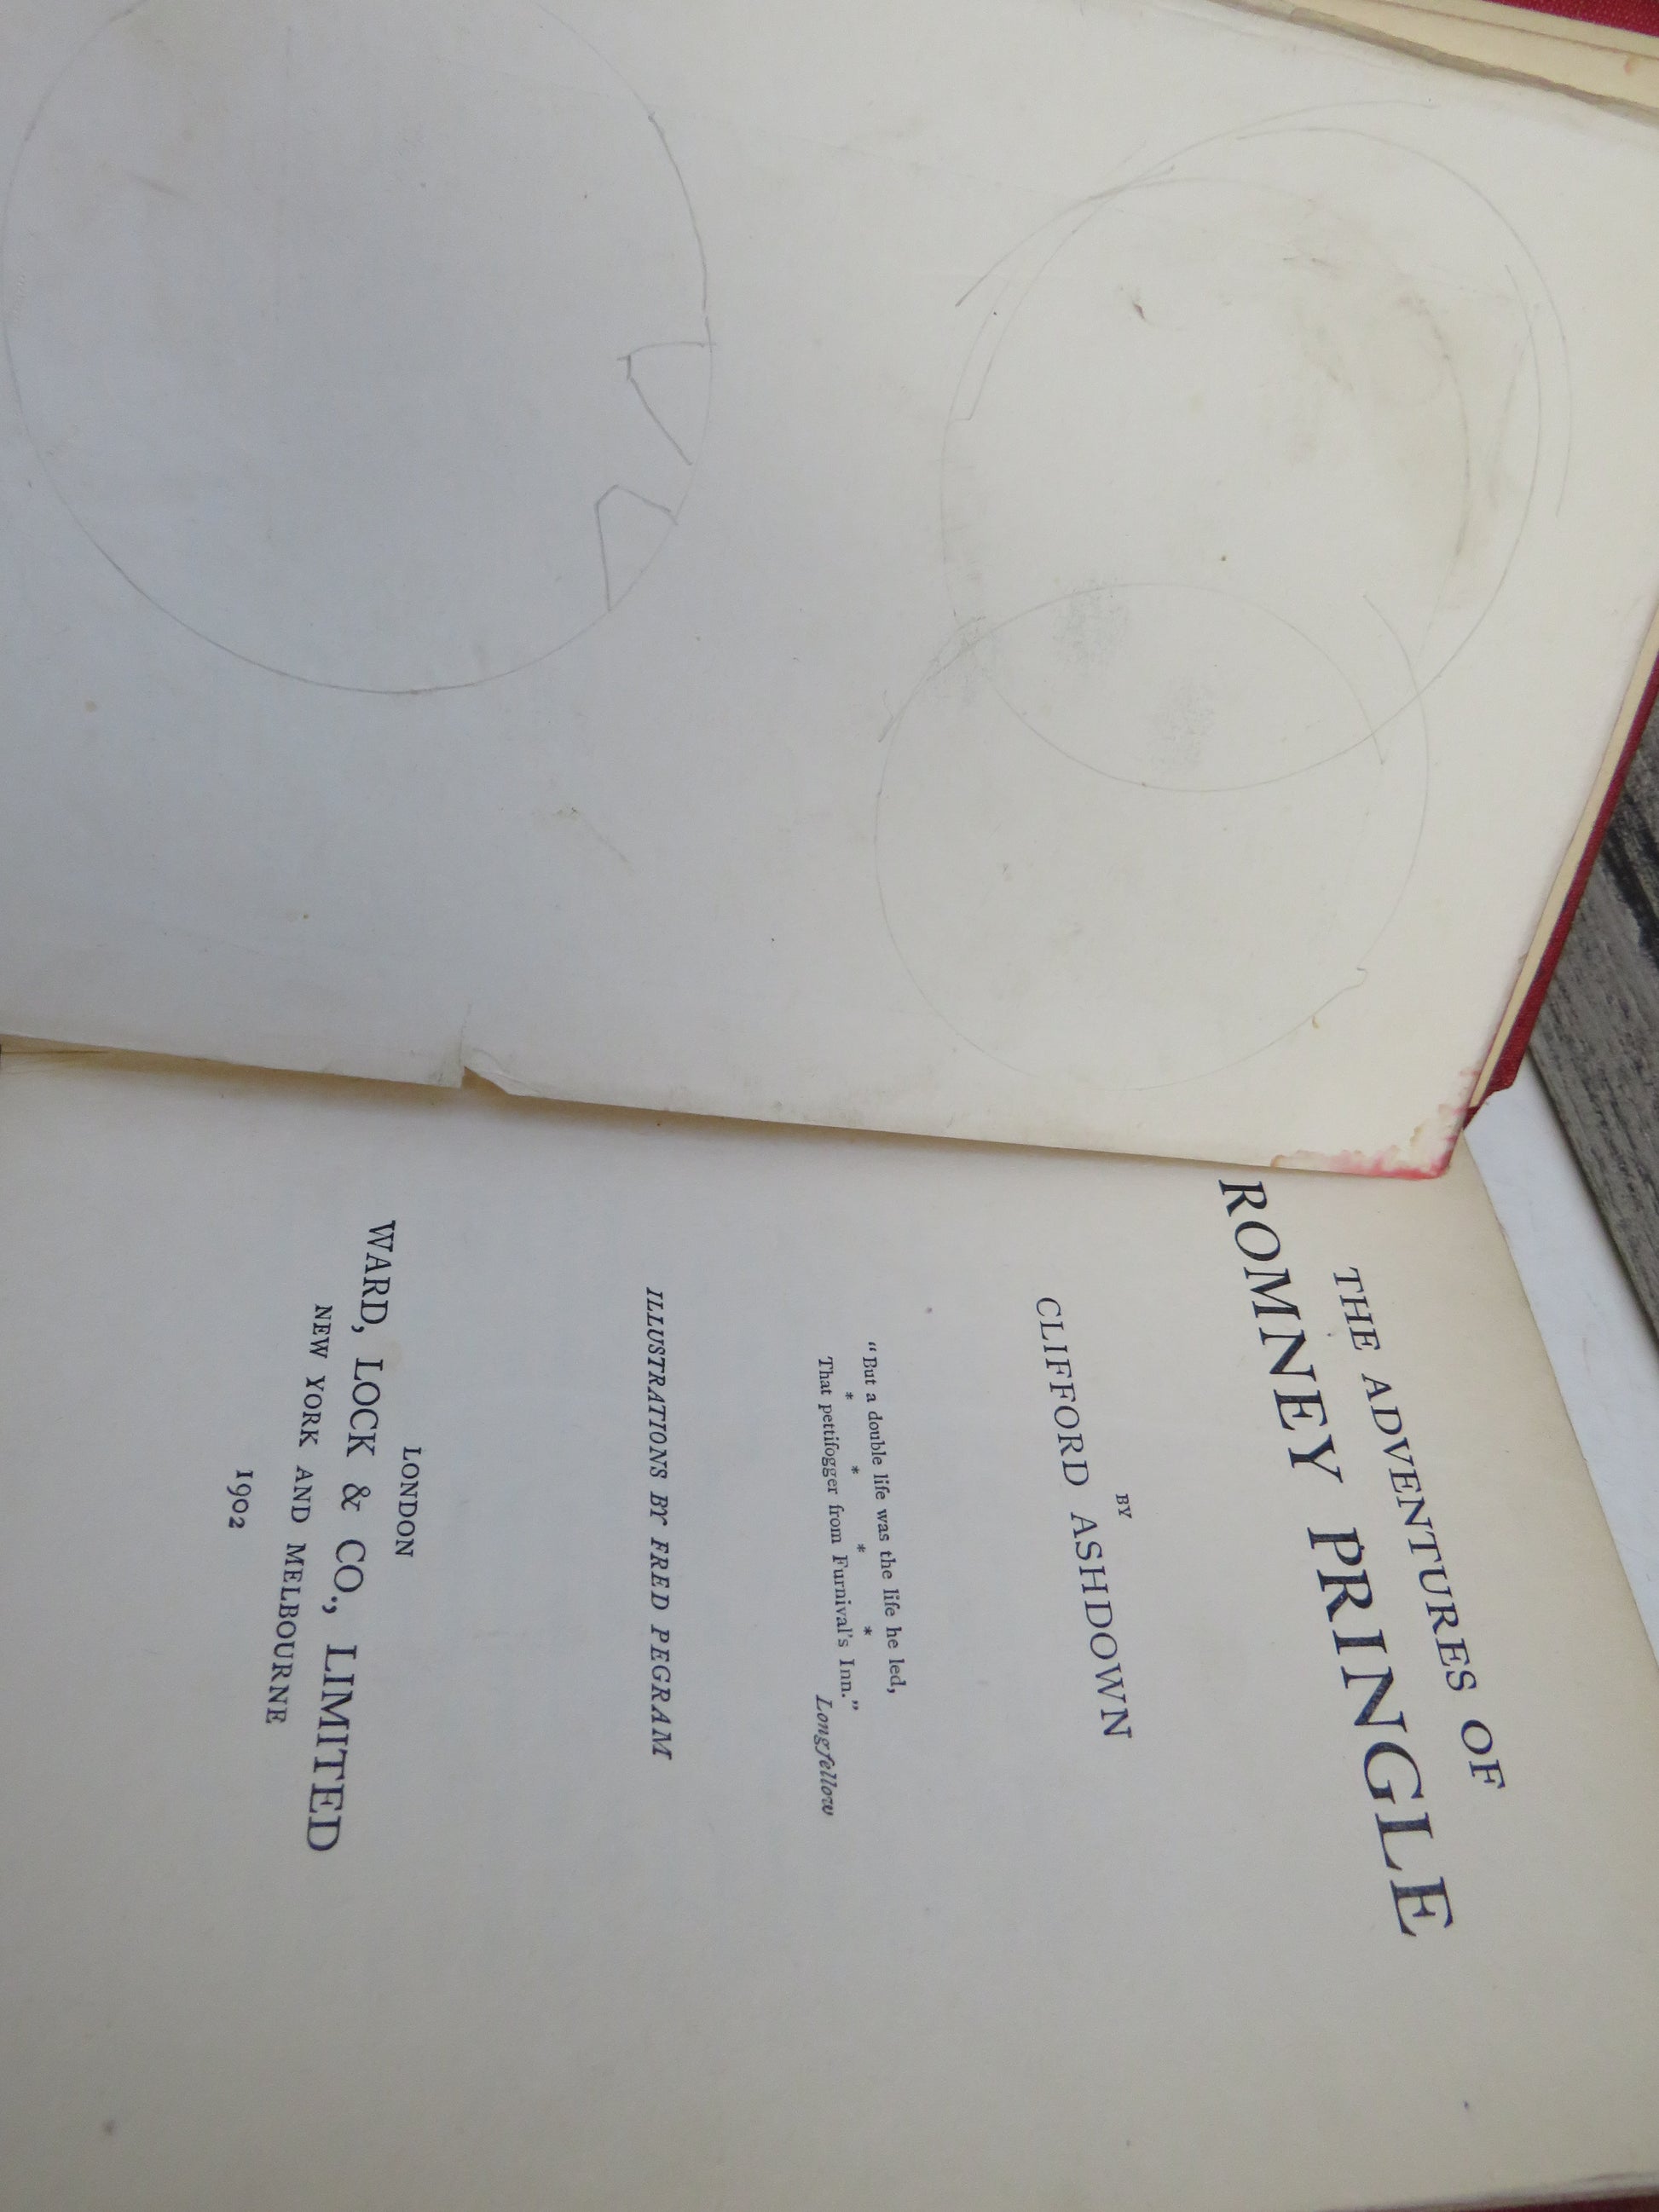 THE ADVENTURES OF
ROMNEY PRINGLE
BY
CLIFFORD ASHDOWN
"But a double life was the life he led,
* * * *
That pettifogger from Furnival's Inn."
Longfellow
ILLUSTRATIONS BY FRED PEGRAM
LONDON
WARD, LOCK & CO., LIMITED
NEW YORK AND MELBOURNE
1902